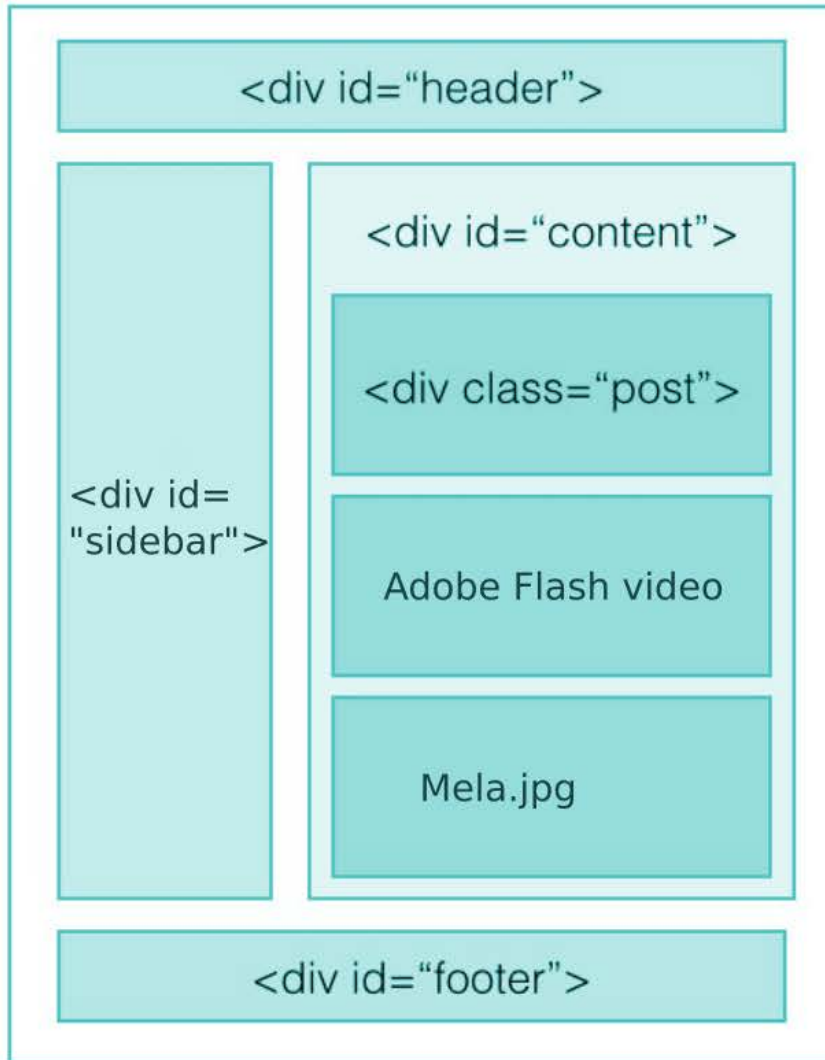 <div id=“header”>
<div id=
"sidebar">
<div id=“content”>
<div class=“post”>
Adobe Flash video
Mela.jpg
<div id=“footer”>